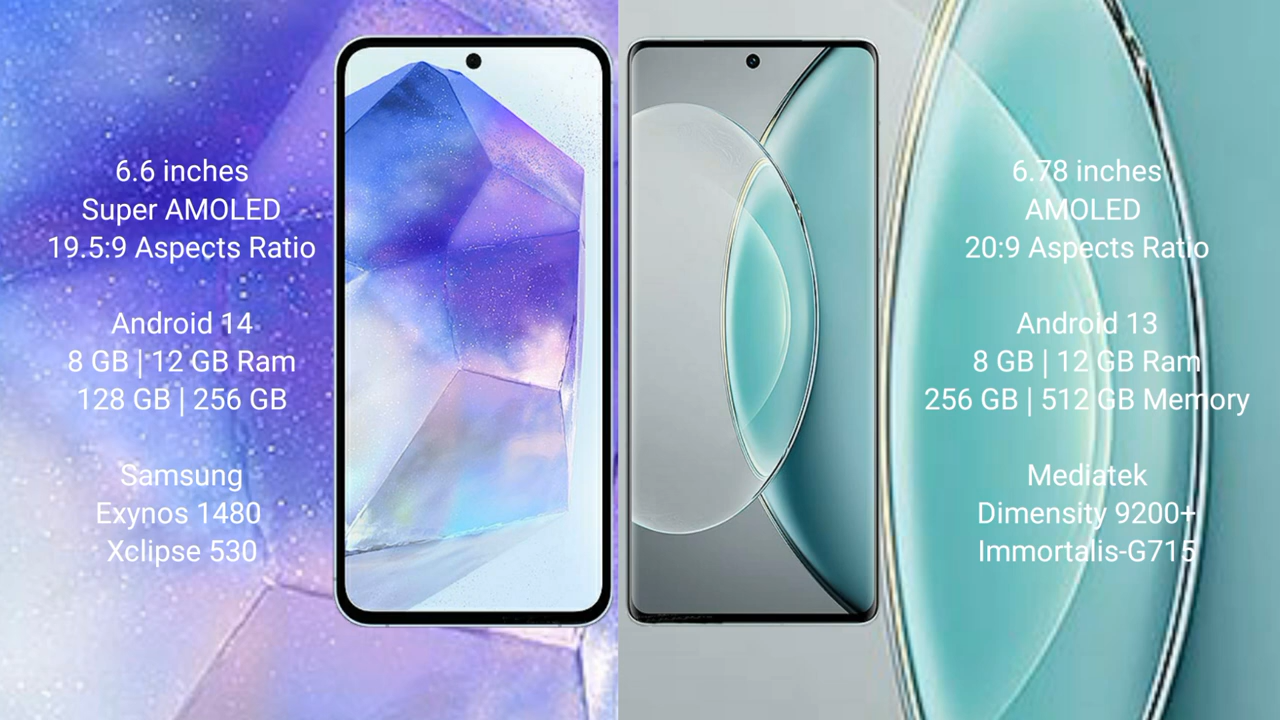 6.6 inches
Super AMOLED
19.5:9 Aspects Ratio
Android 14
8 GB | 12 GB Ram
128 GB | 256 GB
Samsung
Exynos 1480
Xclipse 530
6.78 inches
AMOLED
20:9 Aspects Ratio
Android 13
8 GB | 12 GB Ram
256 GB | 512 GB Memory
Mediatek
Dimensity 9200+
Immortalis-G715